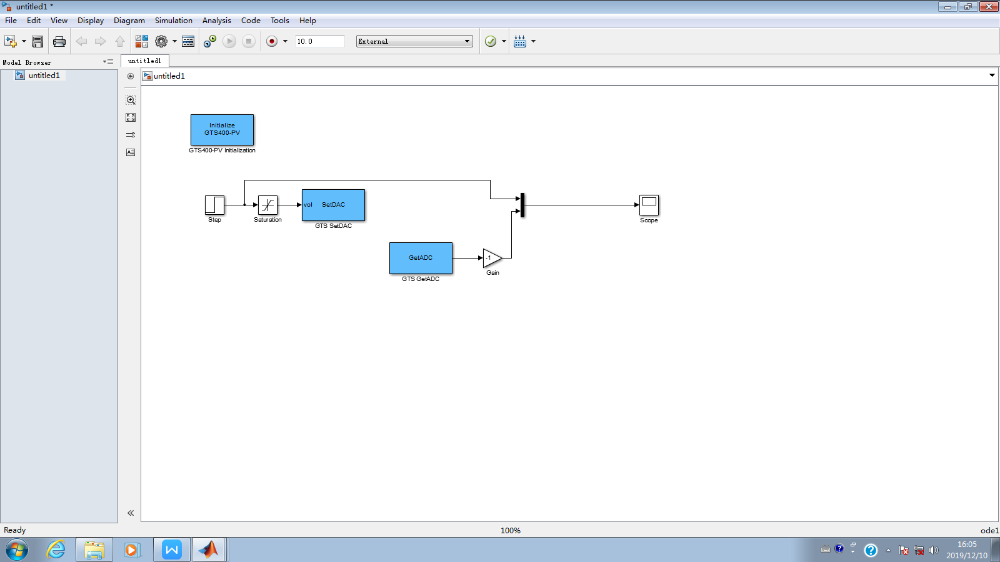 untitled1 *
File Edit View Display Diagram Simulation Analysis Code Tools Help
10.0 External
Model Browser
untitled1
untitled1
untitled1
Initialize
GTS400-PV
GTS400-PV Initialization
Step
Saturation
vol SetDAC
GTS SetDAC
Scope
GetADC
GTS GetADC
-1
Gain
Ready 100% ode1
16:05
2019/12/10